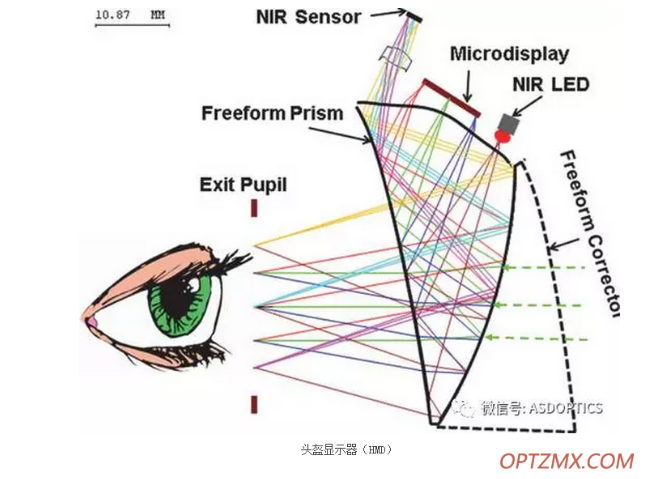 10.87 MM
NIR Sensor
Microdisplay
NIR LED
Freeform Prism
Freeform Corrector
Exit Pupil
微信号: ASDOPTICS
头盔显示器（HMD）
OPTZMX.COM